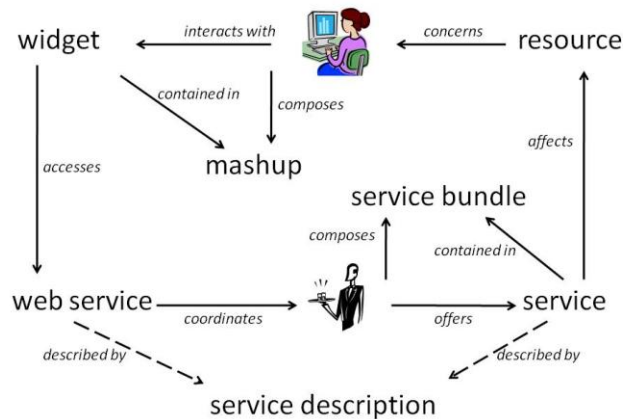 interacts with
concerns
widget
resource
contained in
composes
mashup
accesses
affects
service bundle
composes
contained in
web service
service
coordinates
offers
described by
described by
service description